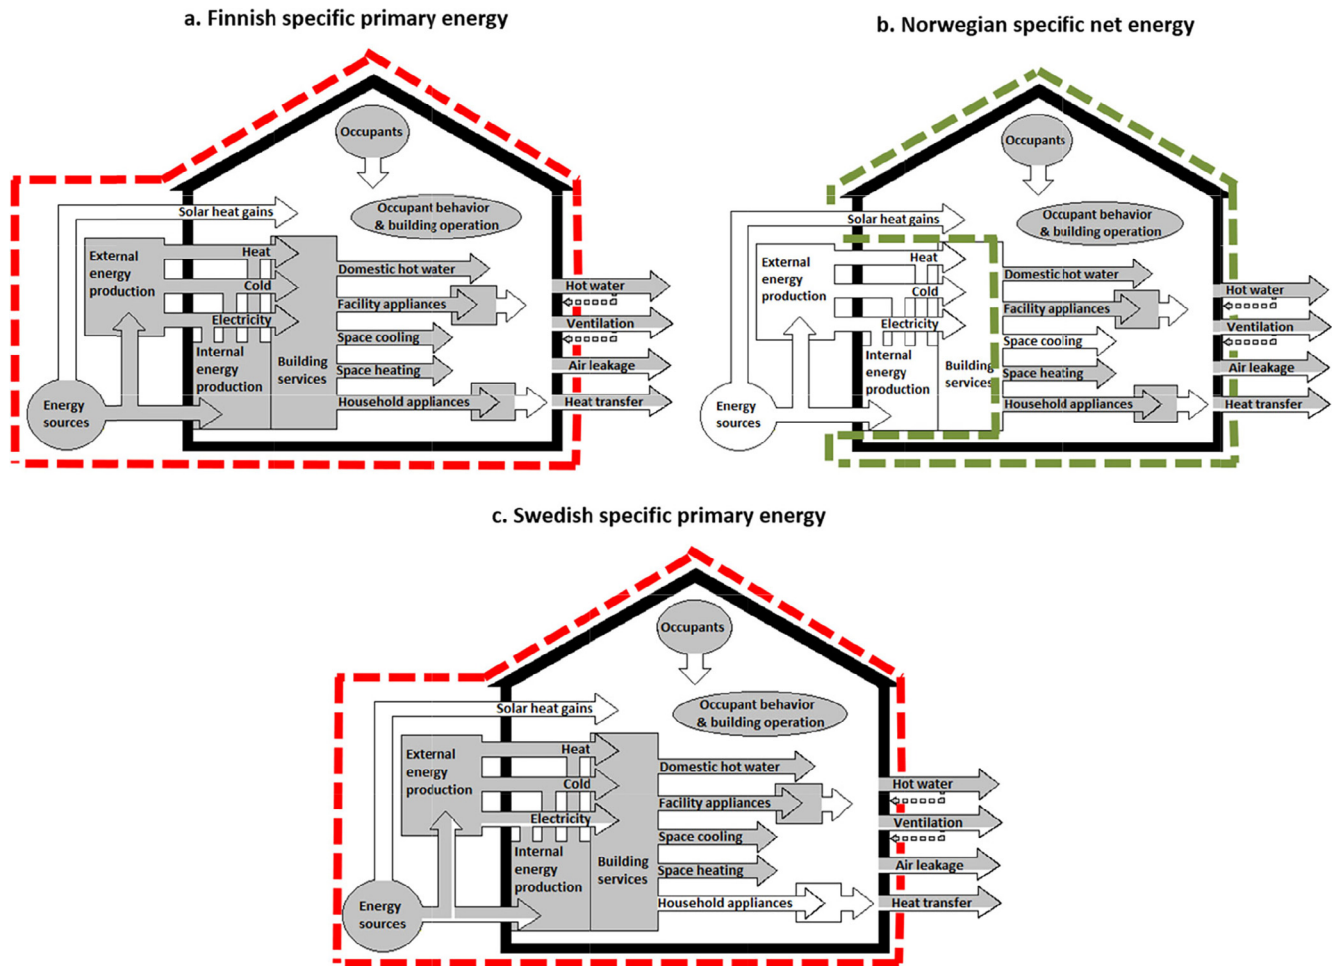 a. Finnish specific primary energy
Occupants
Solar heat gains
Occupant behavior
& building operation
External
energy
production
Heat
Cold
Electricity
Domestic hot water
Facility appliances
Space cooling
Space heating
Household appliances
Internal
energy
production
Building
services
Energy
sources
Hot water
Ventilation
Air leakage
Heat transfer
b. Norwegian specific net energy
Occupants
Solar heat gains
Occupant behavior
& building operation
External
energy
production
Heat
Cold
Electricity
Domestic hot water
Facility appliances
Space cooling
Space heating
Household appliances
Internal energy
production
Building
services
Energy
sources
Hot water
Ventilation
Air leakage
Heat transfer
c. Swedish specific primary energy
Occupants
Solar heat gains
Occupant behavior
& building operation
External
energy
production
Heat
Cold
Electricity
Domestic hot water
Facility appliances
Space cooling
Space heating
Household appliances
Internal
energy
production
Building
services
Energy
sources
Hot water
Ventilation
Air leakage
Heat transfer